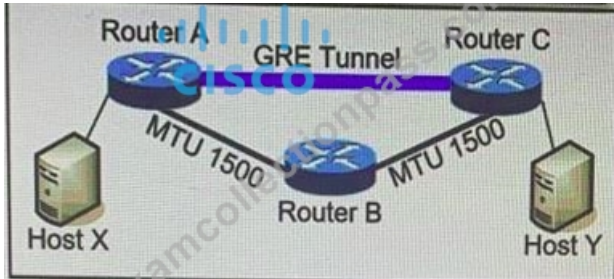 Router A
GRE Tunnel
Router C
CISCO
MTU 1500
MTU 1500
Router B
Host X
Host Y